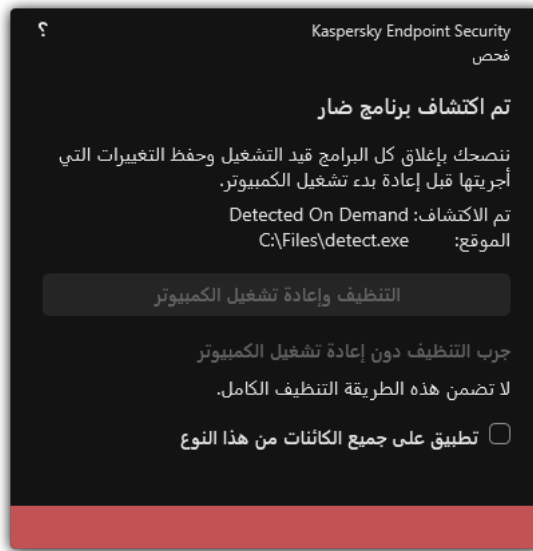 Kaspersky Endpoint Security
؟
فحص
تم اكتشاف برنامج ضار
ننصحك بإغلاق كل البرامج قيد التشغيل وحفظ التغييرات التي
أجريتها قبل إعادة بدء تشغيل الكمبيوتر.
تم الاكتشاف: Detected On Demand
الموقع: C:\Files\detect.exe
التنظيف وإعادة تشغيل الكمبيوتر
جرب التنظيف دون إعادة تشغيل الكمبيوتر
لا تضمن هذه الطريقة التنظيف الكامل.
تطبيق على جميع الكائنات من هذا النوع